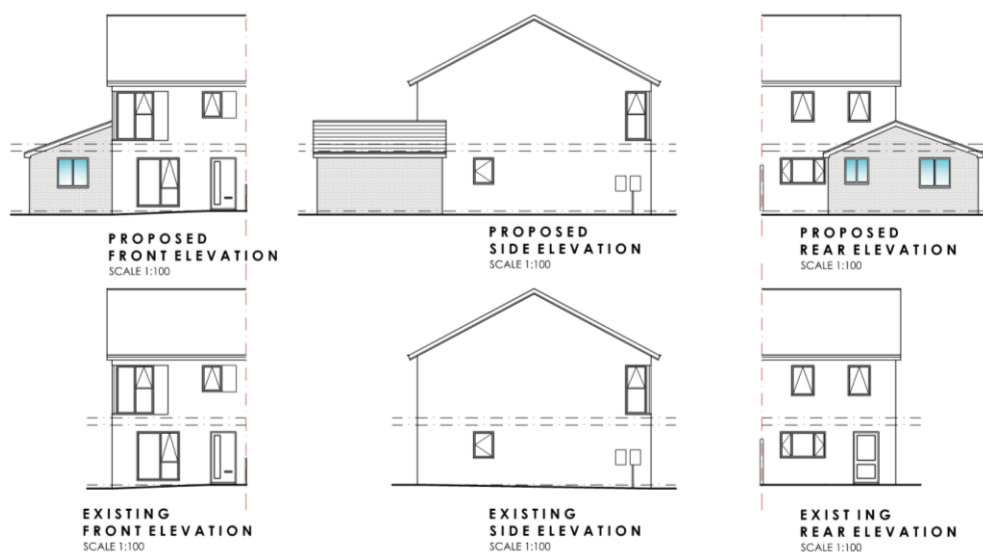 PROPOSED
FRONT ELEVATION
SCALE 1:100
PROPOSED
SIDE ELEVATION
SCALE 1:100
PROPOSED
REAR ELEVATION
SCALE 1:100
EXISTING
FRONT ELEVATION
SCALE 1:100
EXISTING
SIDE ELEVATION
SCALE 1:100
EXISTING
REAR ELEVATION
SCALE 1:100